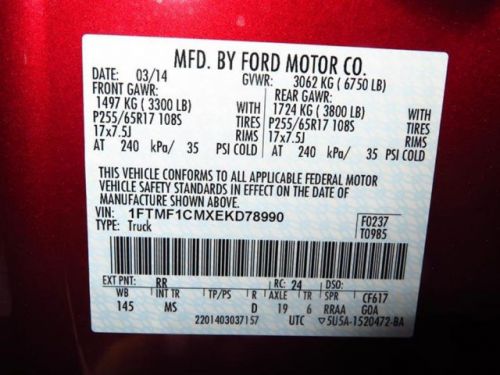 MFD. BY FORD MOTOR CO.
DATE: 03/14 GVWR: 3062 KG ( 6750 LB)
FRONT GAWR: REAR GAWR:
1497 KG ( 3300 LB) WITH 1724 KG ( 3800 LB) WITH
P255/65R17 108S TIRES P255/65R17 108S TIRES
17x7.5J RIMS 17x7.5J RIMS
AT 240 kPa/ 35 PSI COLD AT 240 kPa/ 35 PSI COLD
THIS VEHICLE CONFORMS TO ALL APPLICABLE FEDERAL MOTOR
VEHICLE SAFETY STANDARDS IN EFFECT ON THE DATE OF
MANUFACTURE SHOWN ABOVE.
VIN: 1FTMF1CMXEKD78990 F0237
TYPE: Truck T0985
EXT PNT: RR RC: 24 DSO:
WB INT TR TP/PS R AXLE TR SPR CF617
145 MS D 19 6 RRAA GOA
2201403037157 UTC 5U5A-1520472-BA